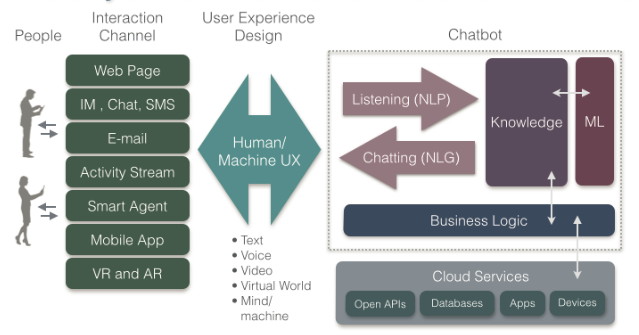 People
Interaction
Channel
User Experience
Design
Chatbot
Web Page
IM , Chat, SMS
E-mail
Activity Stream
Smart Agent
Mobile App
VR and AR
Human/
Machine UX
• Text
• Voice
• Video
• Virtual World
• Mind/
machine
Listening (NLP)
Chatting (NLG)
Knowledge
ML
Business Logic
Cloud Services
Open APIs
Databases
Apps
Devices